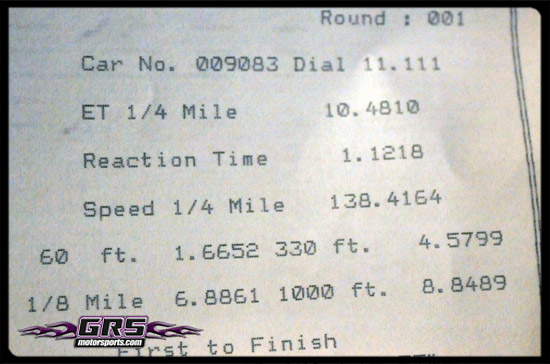 Round : 001
Car No. 009083 Dial 11.111
ET 1/4 Mile 10.4810
Reaction Time 1.1218
Speed 1/4 Mile 138.4164
60 ft. 1.6652 330 ft. 4.5799
1/8 Mile 6.8861 1000 ft. 8.8489
GRS
motorsports.com
First to Finish